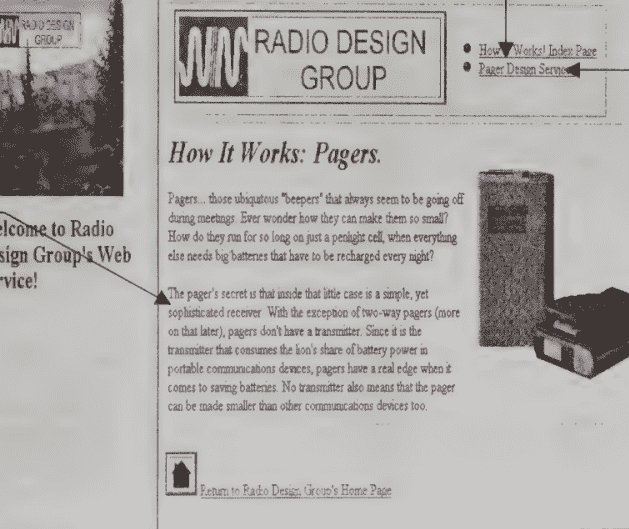 RADIO DESIGN
GROUP
elcome to Radio
sign Group's Web
rvice!
RADIO DESIGN
GROUP
How Works! Index Page
Pager Design Servic
How It Works: Pagers.
Pagers... those ubiquitous "beepers" that always seem to be going off
during meetings. Ever wonder how they can make them so small?
How do they run for so long on just a penlight cell, when everything
else needs big batteries that have to be recharged every night?
The pager's secret is that inside that little case is a simple, yet
sophisticated receiver. With the exception of two-way pagers (more
on that later), pagers don't have a transmitter. Since it is the
transmitter that consumes the lion's share of battery power in
portable communications devices, pagers have a real edge when it
comes to saving batteries. No transmitter also means that the pager
can be made smaller than other communications devices too.
Return to Radio Design Group's Home Page